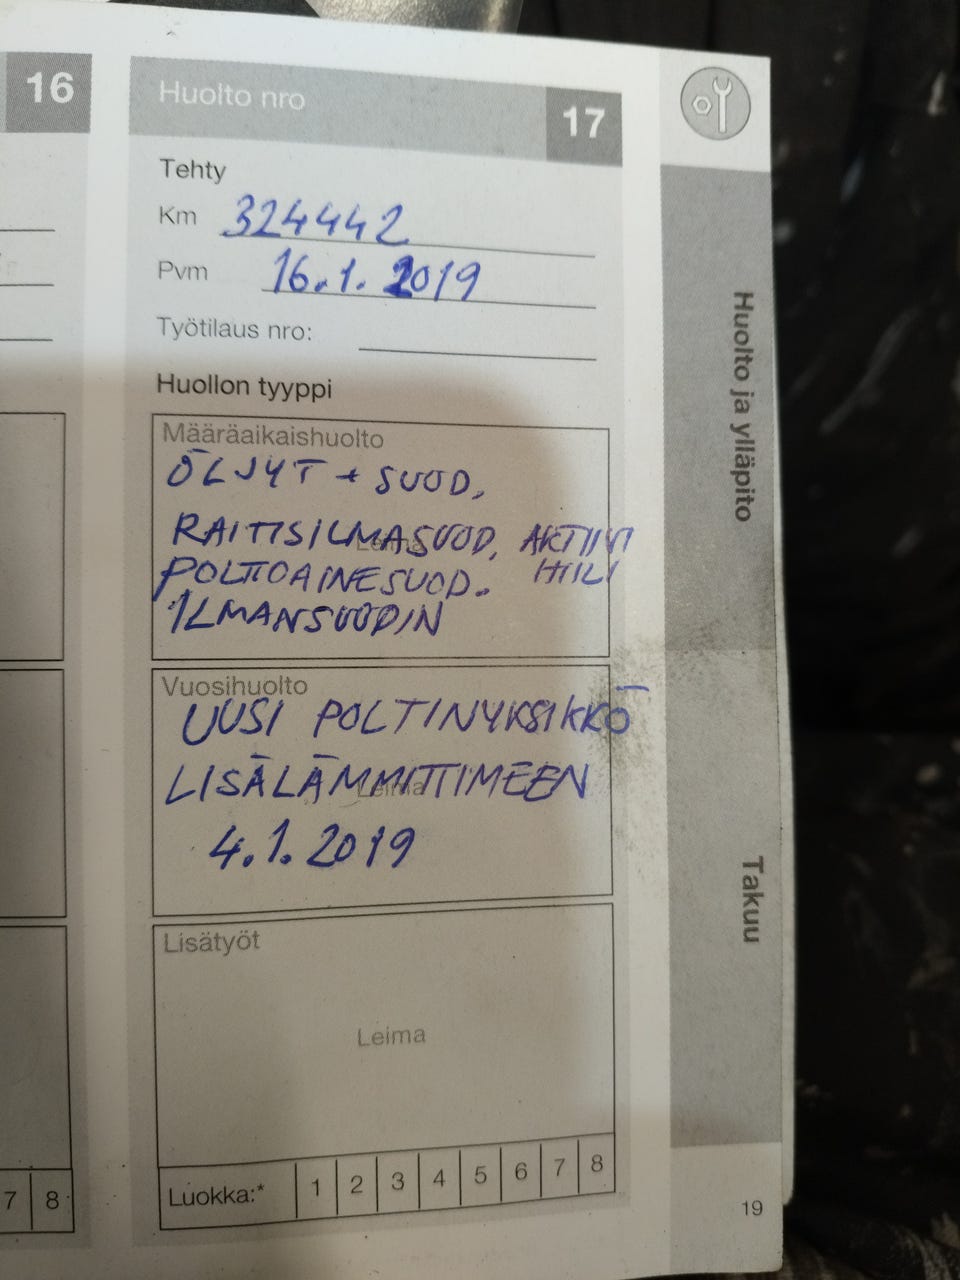 16
Huolto nro
17
Tehty
Km 324442
Pvm 16.1.2019
Työtilaus nro:
Huollon tyyppi
Määräaikaishuolto
ÖLJYT + SUOD,
RAITISILMASUOD, AKTIIVI
HIILI
POLTTOAINESUOD.
ILMANSUODIN
Leima
Vuosihuolto
UUSI POLTINYKSIKKÖ
LISÄLÄMMITTIMEEN
Leima
4.1.2019
Lisätyöt
Leima
Luokka:* 1 2 3 4 5 6 7 8
7 8
Huolto ja ylläpito
Takuu
19